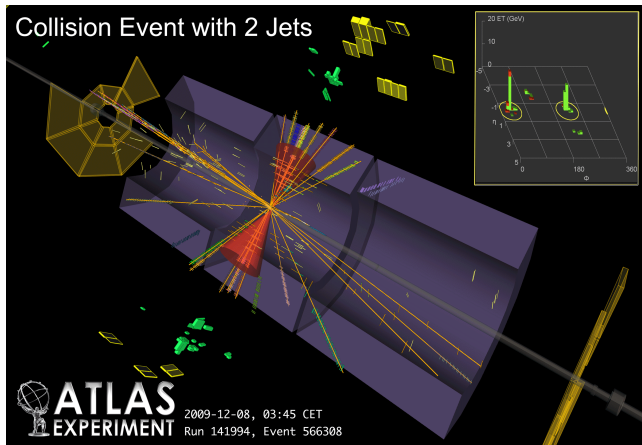 Collision Event with 2 Jets
20 ET (GeV)
10
0
-5
-3
-1
η
1
3
5
0
180
360
Φ
ATLAS
EXPERIMENT
2009-12-08, 03:45 CET
Run 141994, Event 566308